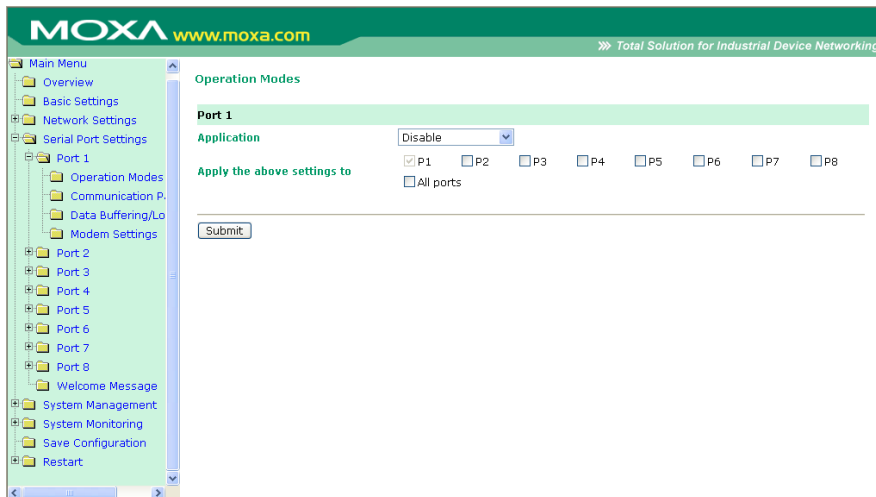 MOXA www.moxa.com
Total Solution for Industrial Device Networking
Main Menu
Overview
Basic Settings
Network Settings
Serial Port Settings
Port 1
Operation Modes
Communication P
Data Buffering/Lo
Modem Settings
Port 2
Port 3
Port 4
Port 5
Port 6
Port 7
Port 8
Welcome Message
System Management
System Monitoring
Save Configuration
Restart
Operation Modes
Port 1
Application Disable
Apply the above settings to P1 P2 P3 P4 P5 P6 P7 P8
All ports
Submit